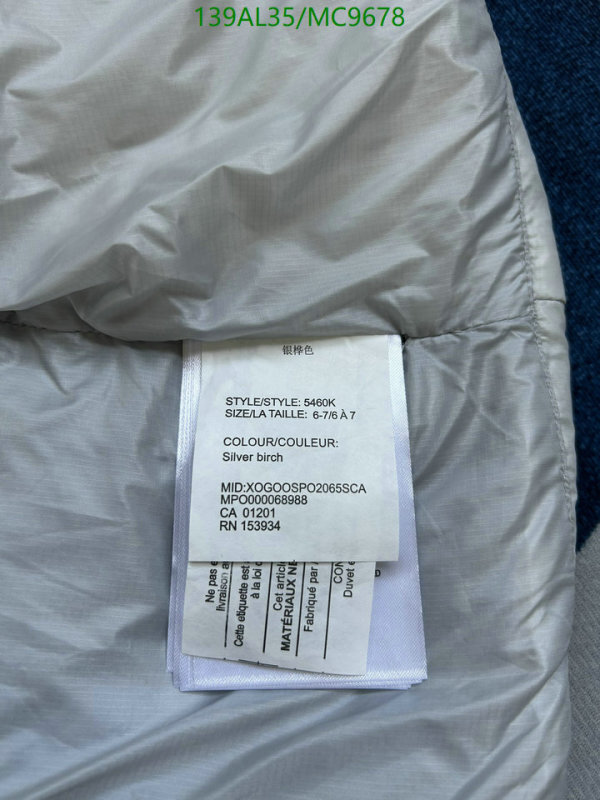 139AL35/MC9678
银桦色
STYLE/STYLE: 5460K
SIZE/LA TAILLE: 6-7/6 À 7
COLOUR/COULEUR:
Silver birch
MID:XOGOOSPO2065SCA
MPO000068988
CA 01201
RN 153934
Ne pas
livraison
Cette étiquette est
à la loi
Cet
MATÉRIAUX
Fabriqué par
Duvet
D